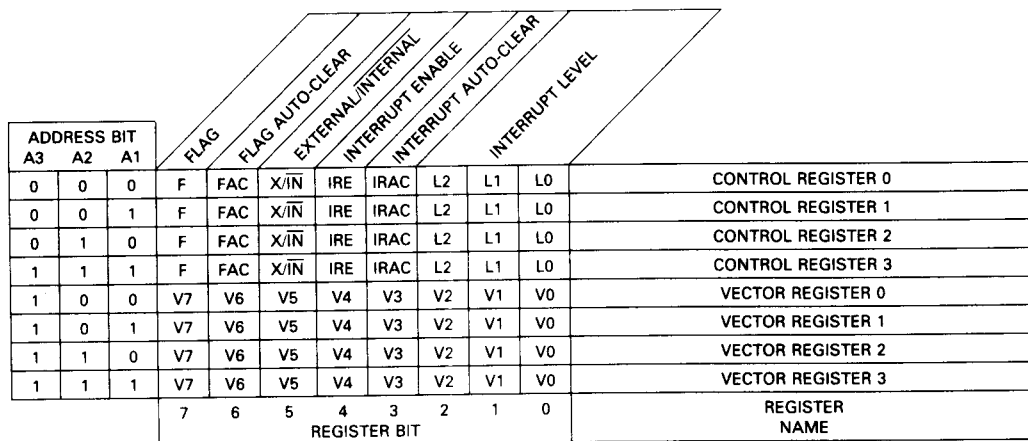 FLAG
FLAG AUTO-CLEAR
EXTERNAL/I̅N̅T̅E̅R̅N̅A̅L̅
INTERRUPT ENABLE
INTERRUPT AUTO-CLEAR
INTERRUPT LEVEL
ADDRESS BIT
A3 A2 A1
0 0 0 F FAC X/I̅N̅ IRE IRAC L2 L1 L0 CONTROL REGISTER 0
0 0 1 F FAC X/I̅N̅ IRE IRAC L2 L1 L0 CONTROL REGISTER 1
0 1 0 F FAC X/I̅N̅ IRE IRAC L2 L1 L0 CONTROL REGISTER 2
1 1 1 F FAC X/I̅N̅ IRE IRAC L2 L1 L0 CONTROL REGISTER 3
1 0 0 V7 V6 V5 V4 V3 V2 V1 V0 VECTOR REGISTER 0
1 0 1 V7 V6 V5 V4 V3 V2 V1 V0 VECTOR REGISTER 1
1 1 0 V7 V6 V5 V4 V3 V2 V1 V0 VECTOR REGISTER 2
1 1 1 V7 V6 V5 V4 V3 V2 V1 V0 VECTOR REGISTER 3
7 6 5 4 3 2 1 0 REGISTER
REGISTER BIT NAME